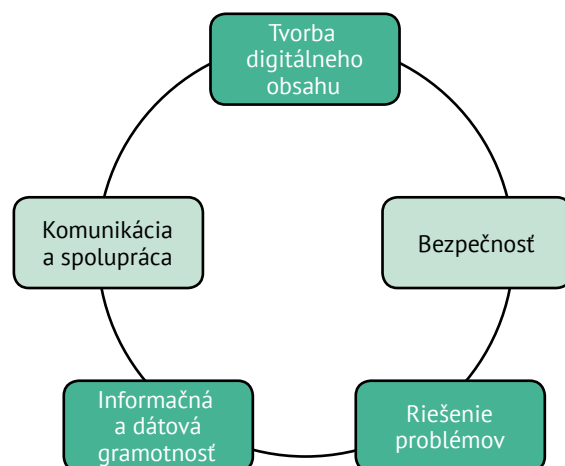 Tvorba
digitálneho
obsahu
Komunikácia
a spolupráca
Bezpečnosť
Informačná
a dátová
gramotnosť
Riešenie
problémov